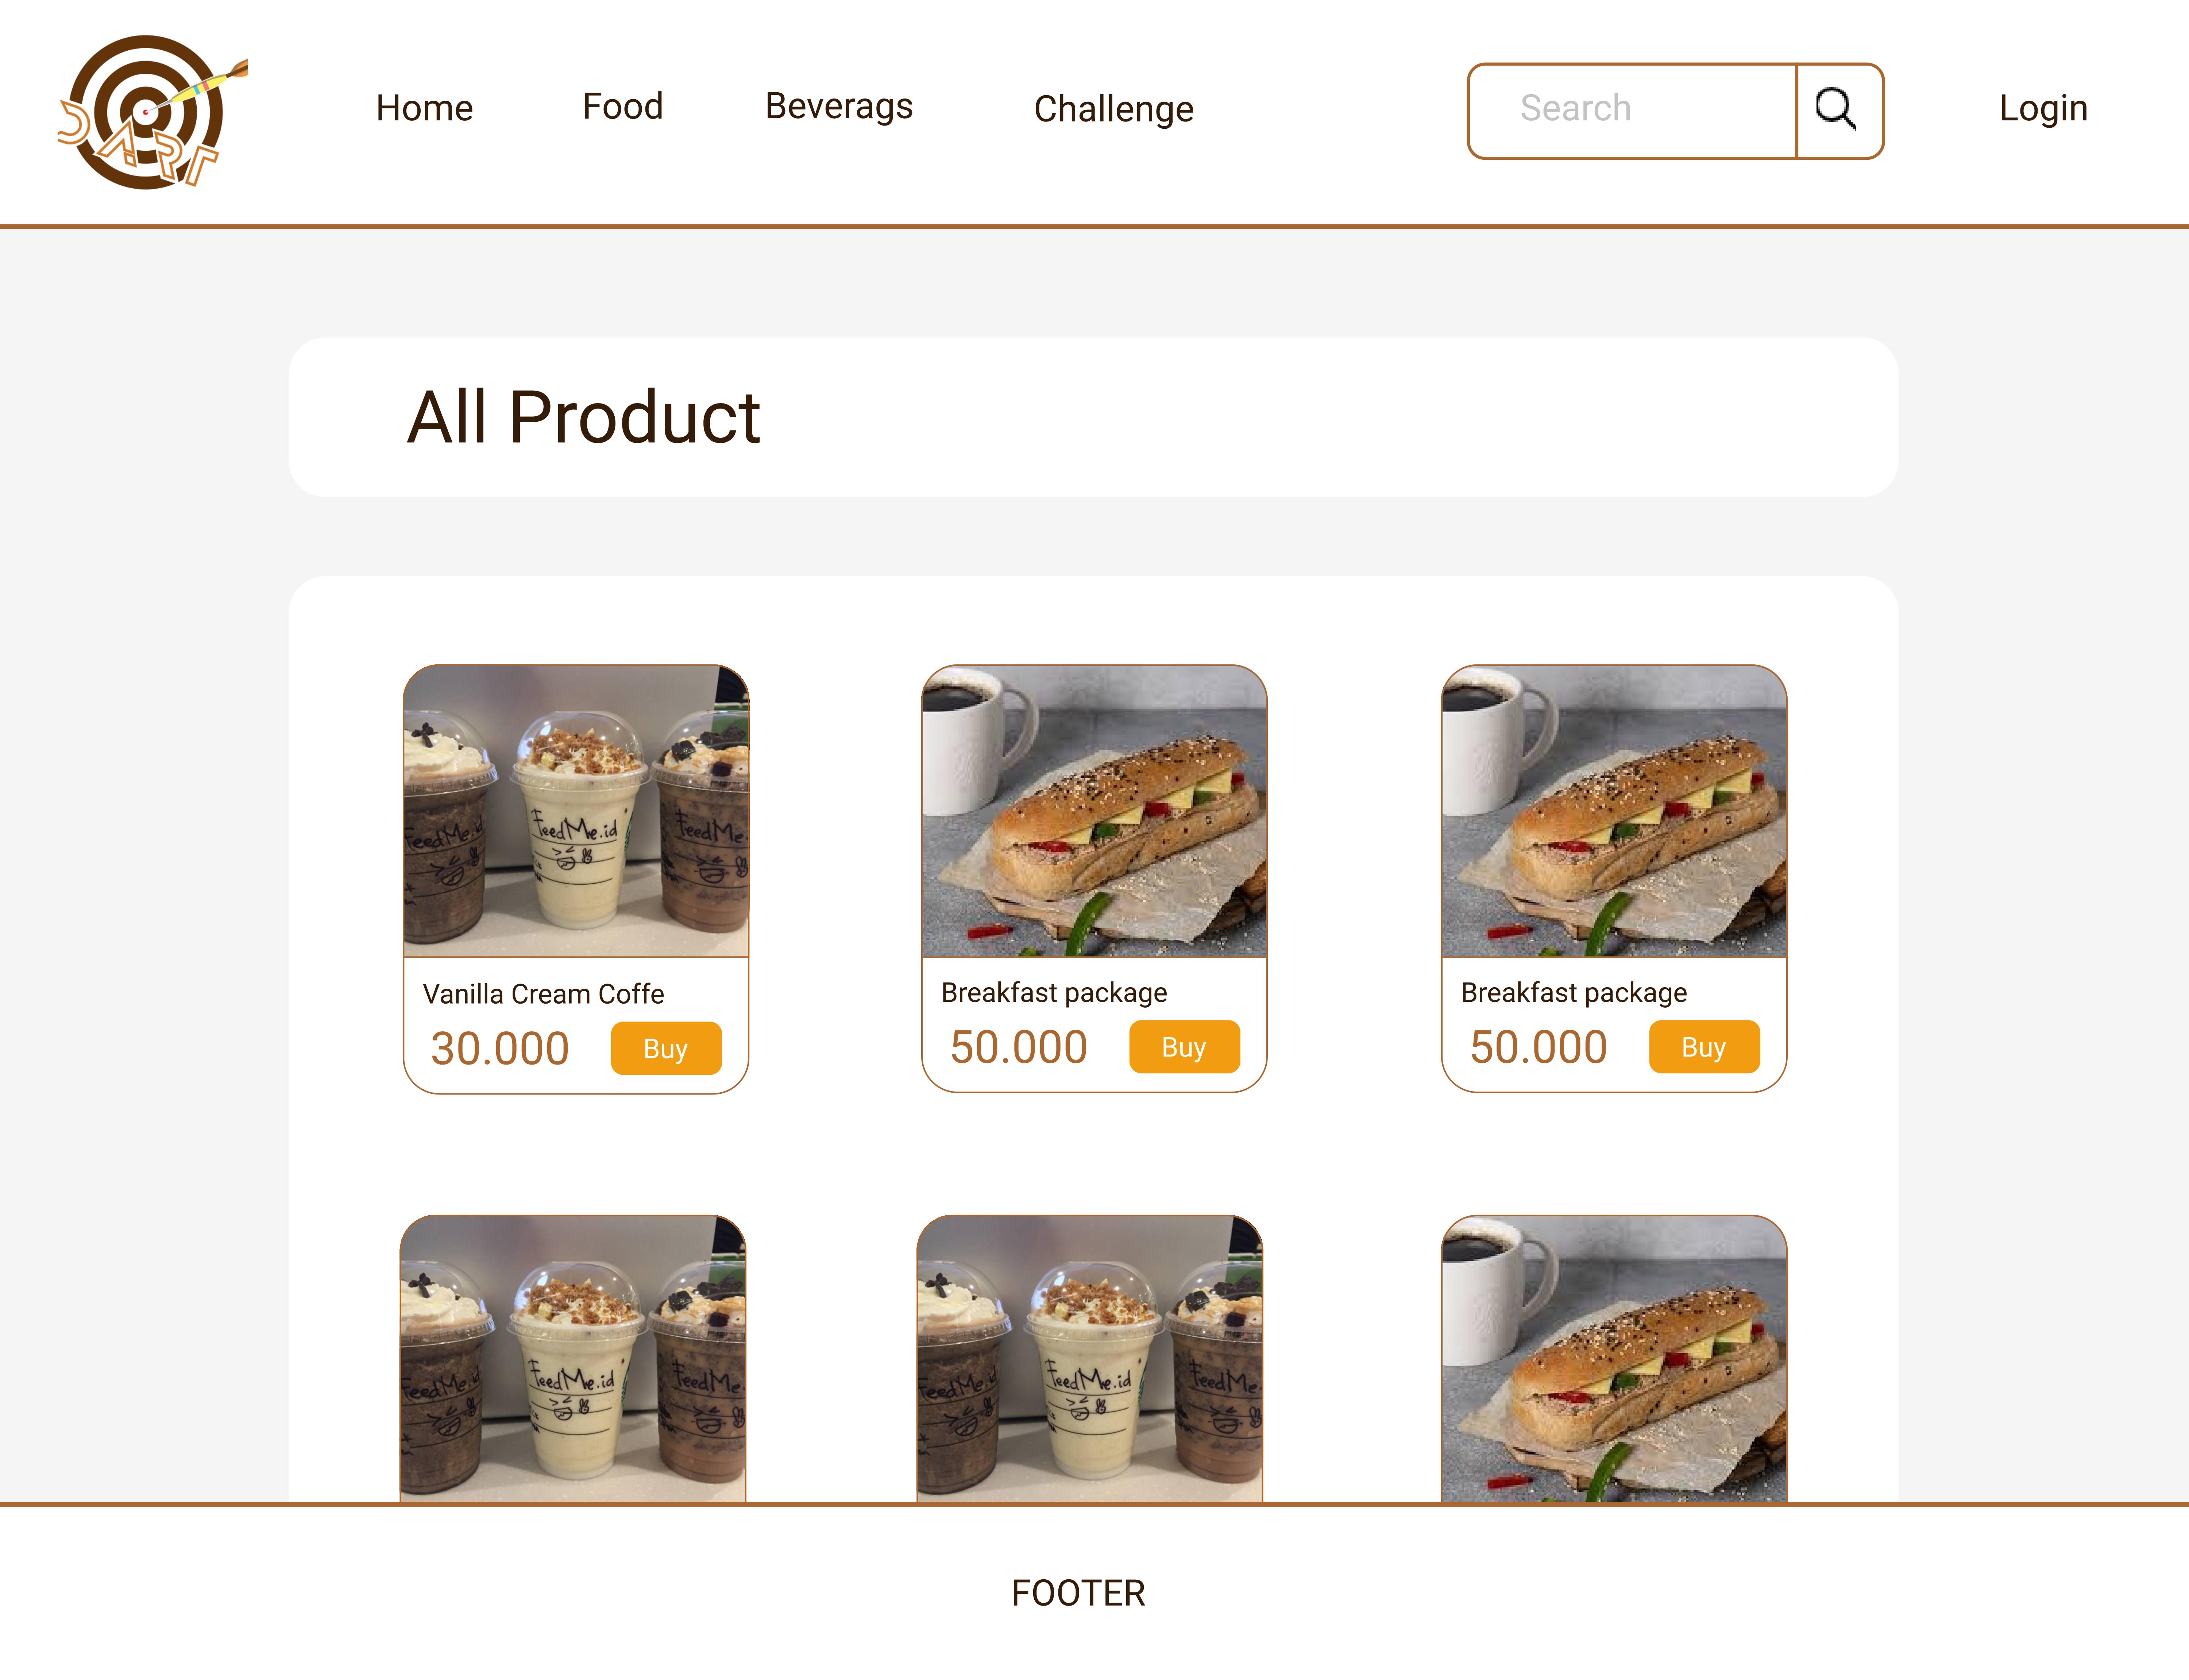 DART
Home Food Beverags Challenge Search Login
All Product
FeedMe.id FeedMe.id FeedMe
Vanilla Cream Coffe Breakfast package Breakfast package
30.000 Buy 50.000 Buy 50.000 Buy
FeedMe.id FeedMe.id FeedMe. FeedMe.id FeedMe.id FeedMe.
FOOTER